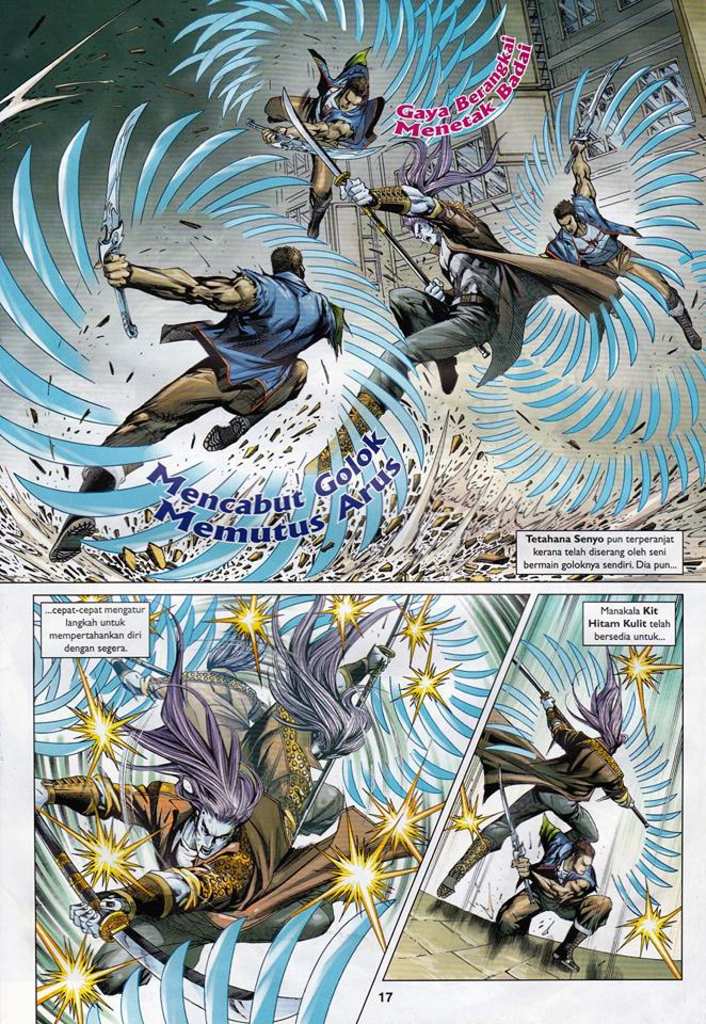 Gaya Berangkai
Menetak Badai
Mencabut Golok
Memutus Arus
Tetahana Senyo pun terperanjat
kerana telah diserang oleh seni
bermain goloknya sendiri. Dia pun...
...cepat-cepat mengatur
langkah untuk
mempertahankan diri
dengan segera.
Manakala Kit
Hitam Kulit telah
bersedia untuk...
17